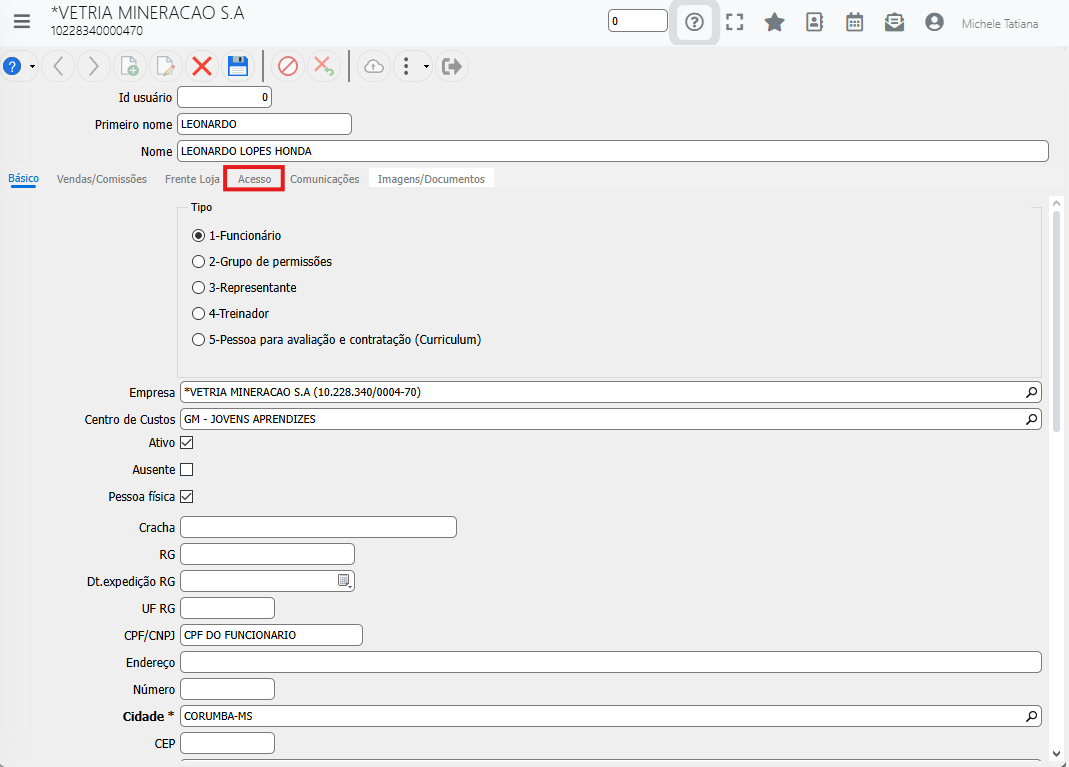 *VETRIA MINERACAO S.A
10228340000470
0
Michele Tatiana
Id usuário 0
Primeiro nome LEONARDO
Nome LEONARDO LOPES HONDA
Básico Vendas/Comissões Frente Loja Acesso Comunicações Imagens/Documentos
Tipo
1-Funcionário
2-Grupo de permissões
3-Representante
4-Treinador
5-Pessoa para avaliação e contratação (Curriculum)
Empresa *VETRIA MINERACAO S.A (10.228.340/0004-70)
Centro de Custos GM - JOVENS APRENDIZES
Ativo
Ausente
Pessoa física
Cracha
RG
Dt.expedição RG
UF RG
CPF/CNPJ CPF DO FUNCIONARIO
Endereço
Número
Cidade * CORUMBA-MS
CEP